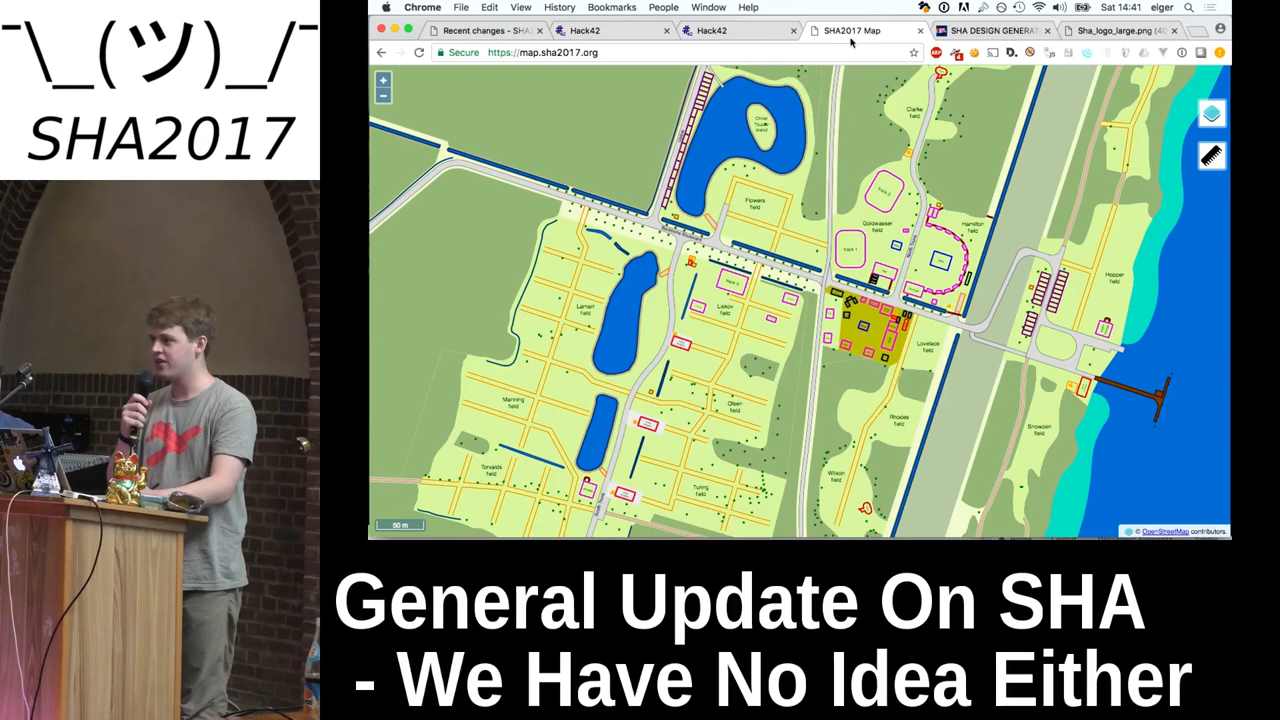 ¯\_(ツ)_/¯
SHA2017
Chrome File Edit View History Bookmarks People Window Help
Sat 14:41 elger
Recent changes - SHA
Hack42
Hack42
SHA2017 Map
SHA DESIGN GENERAT
Sha_logo_large.png (40
Secure https://map.sha2017.org
Clarke field
Flowers field
Goldwasser field
Hamilton field
Hopper field
Lamarr field
Liskov field
Lovelace field
Manning field
Olsen field
Rhodes field
Snowden field
Torvalds field
Turing field
Wilson field
50 m
© OpenStreetMap contributors.
General Update On SHA
- We Have No Idea Either